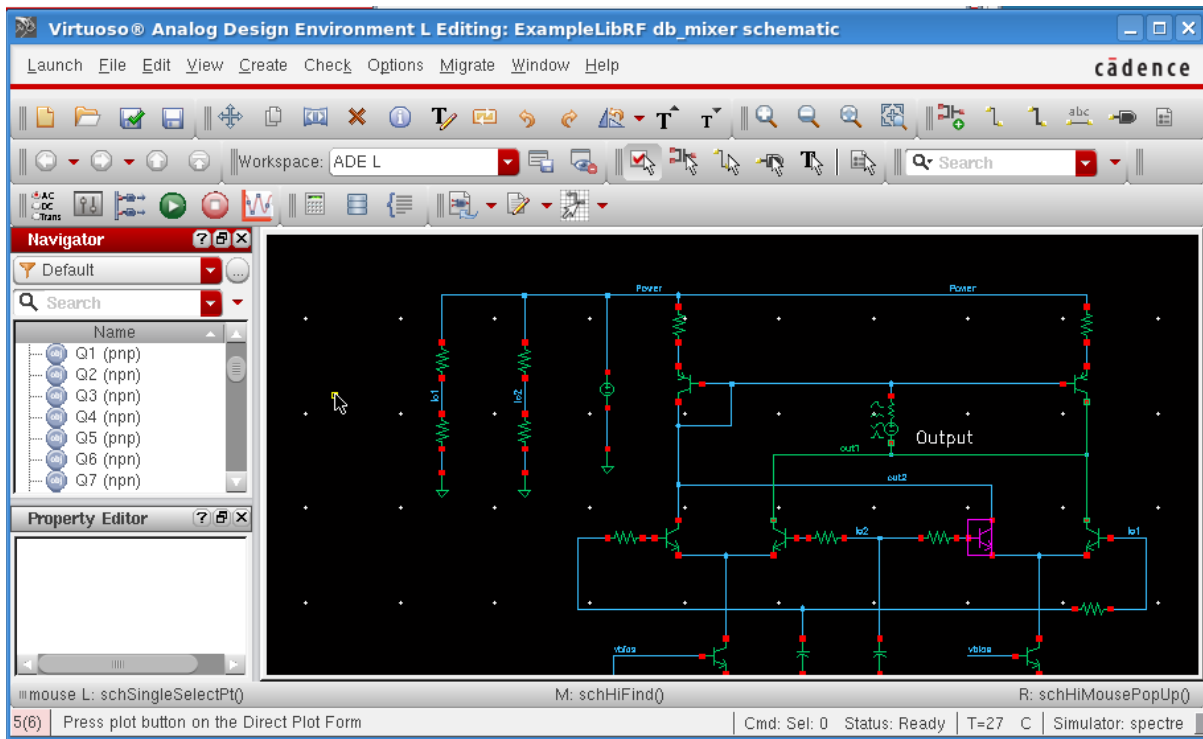 Virtuoso® Analog Design Environment L Editing: ExampleLibRF db_mixer schematic
Launch File Edit View Create Check Options Migrate Window Help
cādence
abc
Workspace: ADE L
Search
AC
DC
Trans
Navigator
Default
Search
Name
Q1 (pnp)
Q2 (npn)
Q3 (npn)
Q4 (npn)
Q5 (pnp)
Q6 (npn)
Q7 (npn)
Property Editor
Power
Power
lo1
lo2
Output
out1
out2
lo2
lo1
vbias
vbias
mouse L: schSingleSelectPt()
M: schHiFind()
R: schHiMousePopUp()
5(6) Press plot button on the Direct Plot Form
Cmd: Sel: 0 Status: Ready T=27 C Simulator: spectre